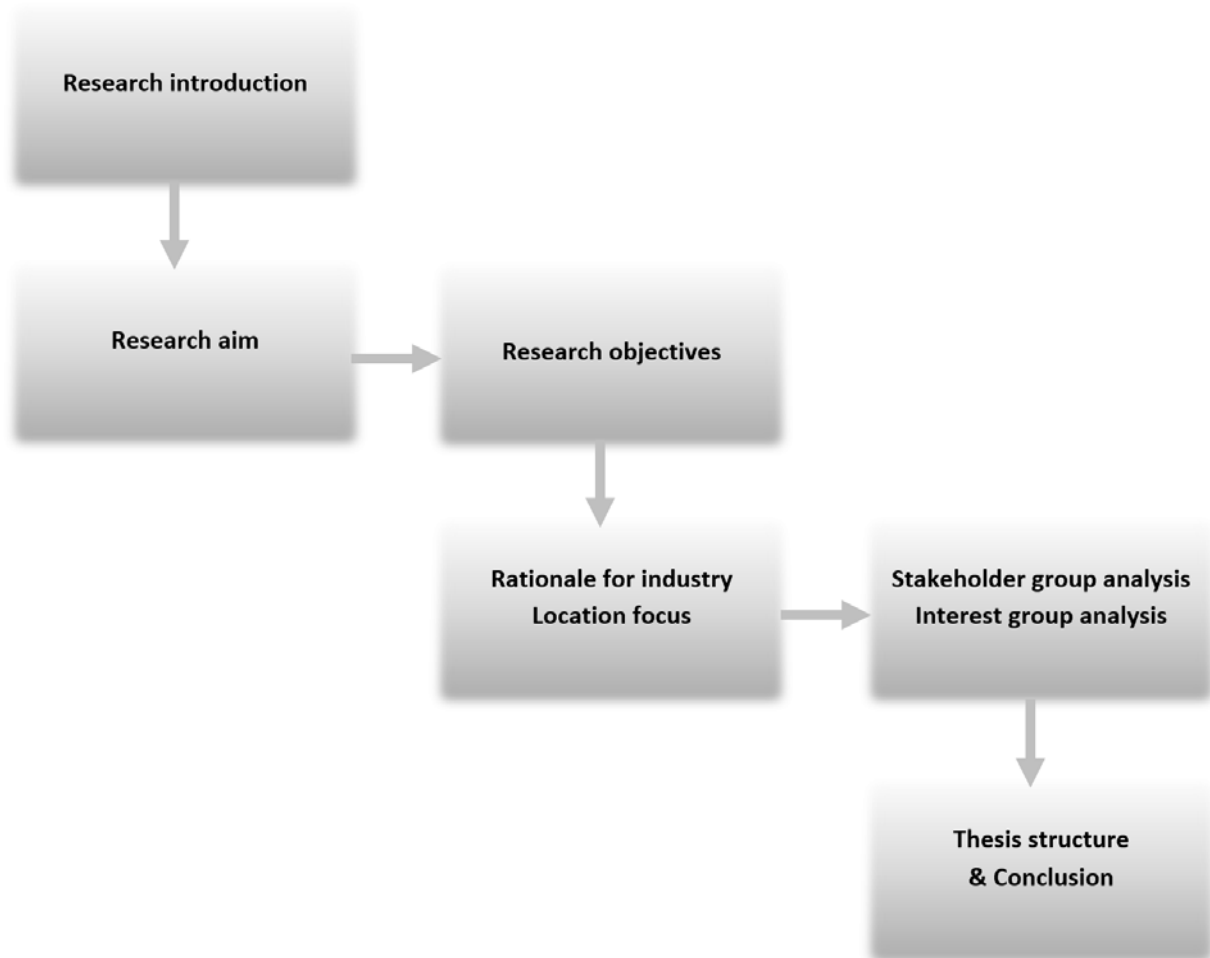 Research introduction
Research aim
Research objectives
Rationale for industry
Location focus
Stakeholder group analysis
Interest group analysis
Thesis structure
& Conclusion